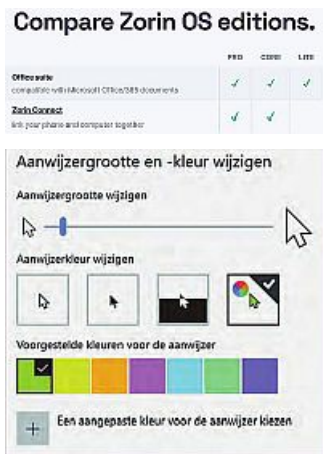 Compare Zorin OS editions.
PRO CORE LITE
Office suite
compatible with Microsoft Office/365 documents
Zorin Connect
link your phone and computer together
Aanwijzergrootte en -kleur wijzigen
Aanwijzergrootte wijzigen
Aanwijzerkleur wijzigen
Voorgestelde kleuren voor de aanwijzer
Een aangepaste kleur voor de aanwijzer kiezen